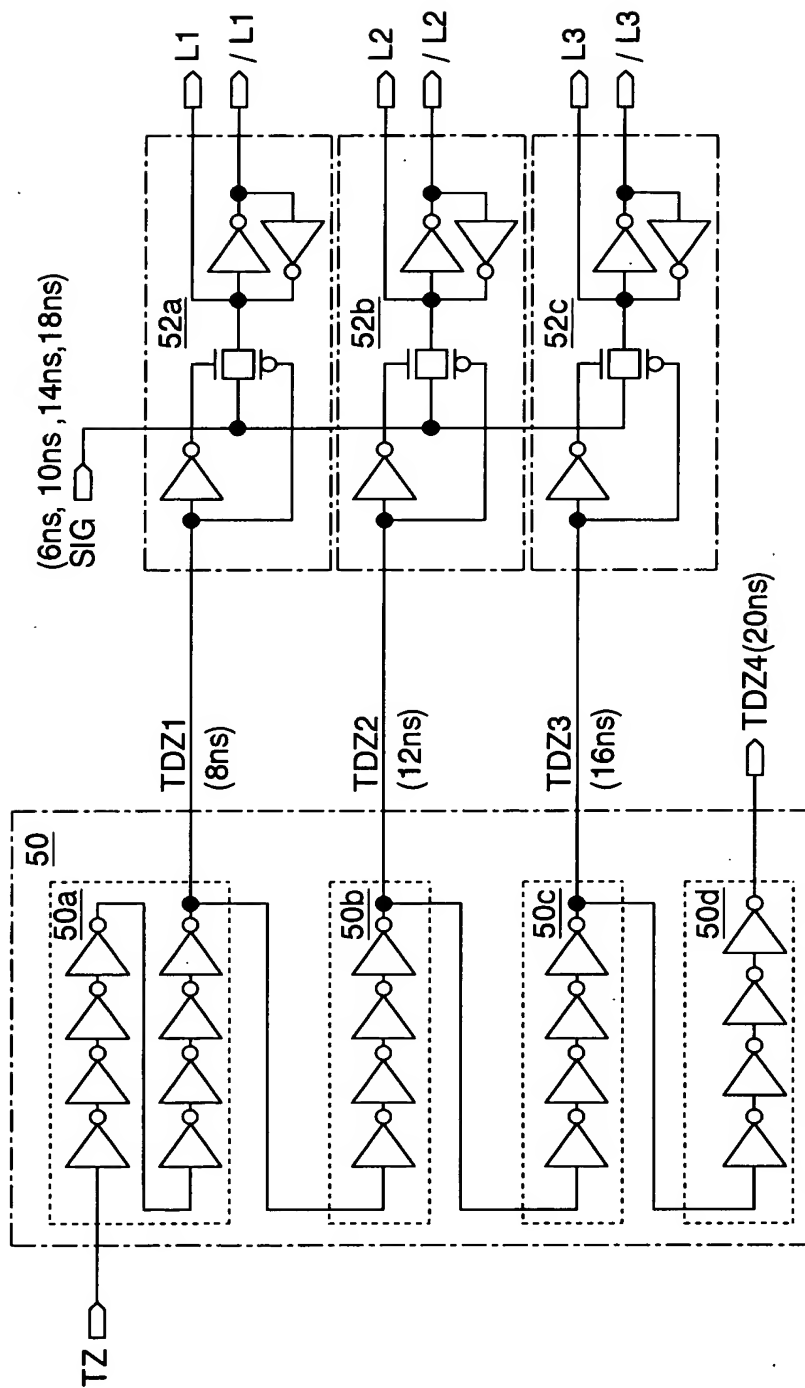 TZ
50
50a
50b
50c
50d
TDZ1
(8ns)
TDZ2
(12ns)
TDZ3
(16ns)
TDZ4(20ns)
(6ns, 10ns ,14ns,18ns)
SIG
52a
52b
52c
L1
/ L1
L2
/ L2
L3
/ L3